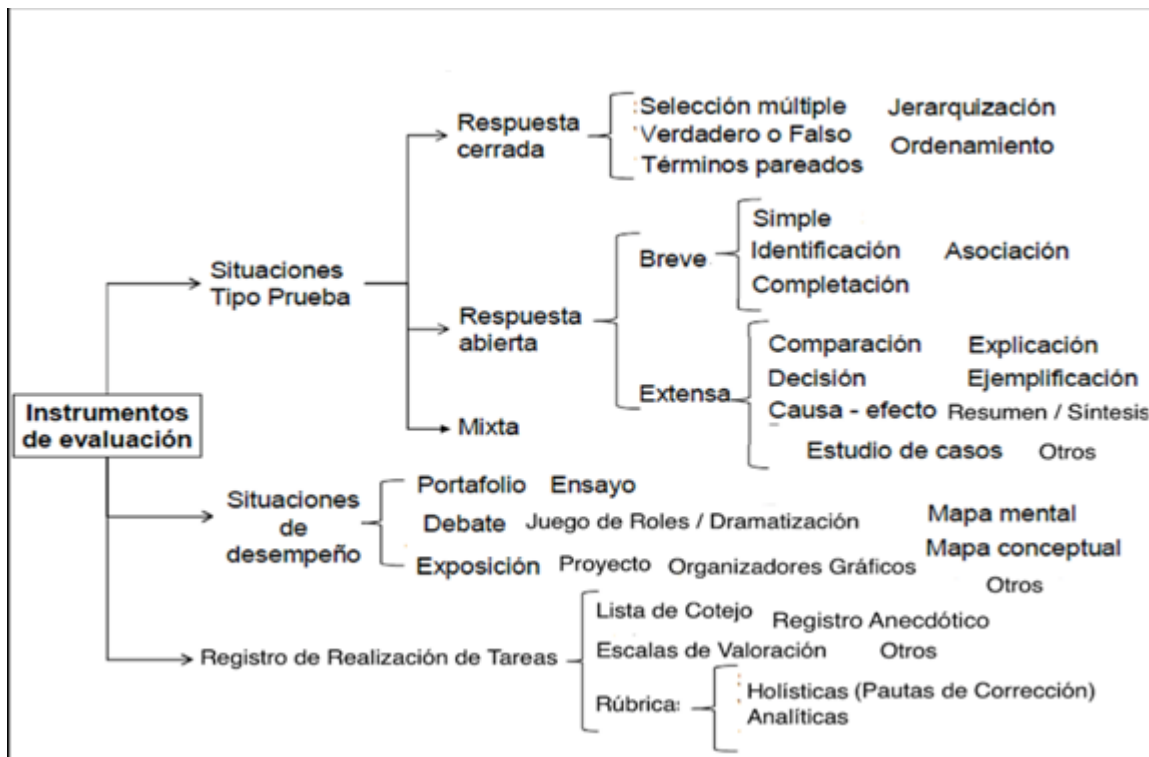 Respuesta cerrada
Selección múltiple Jerarquización
Verdadero o Falso Ordenamiento
Términos pareados
Situaciones
Tipo Prueba
Respuesta
abierta
Breve
Simple
Identificación Asociación
Completación
Extensa
Comparación Explicación
Decisión Ejemplificación
Causa - efecto Resumen / Síntesis
Estudio de casos Otros
Mixta
Instrumentos
de evaluación
Situaciones
de
desempeño
Portafolio Ensayo
Debate Juego de Roles / Dramatización Mapa mental
Exposición Proyecto Organizadores Gráficos Mapa conceptual
Otros
Registro de Realización de Tareas
Lista de Cotejo Registro Anecdótico
Escalas de Valoración Otros
Rúbricas
Holísticas (Pautas de Corrección)
Analíticas